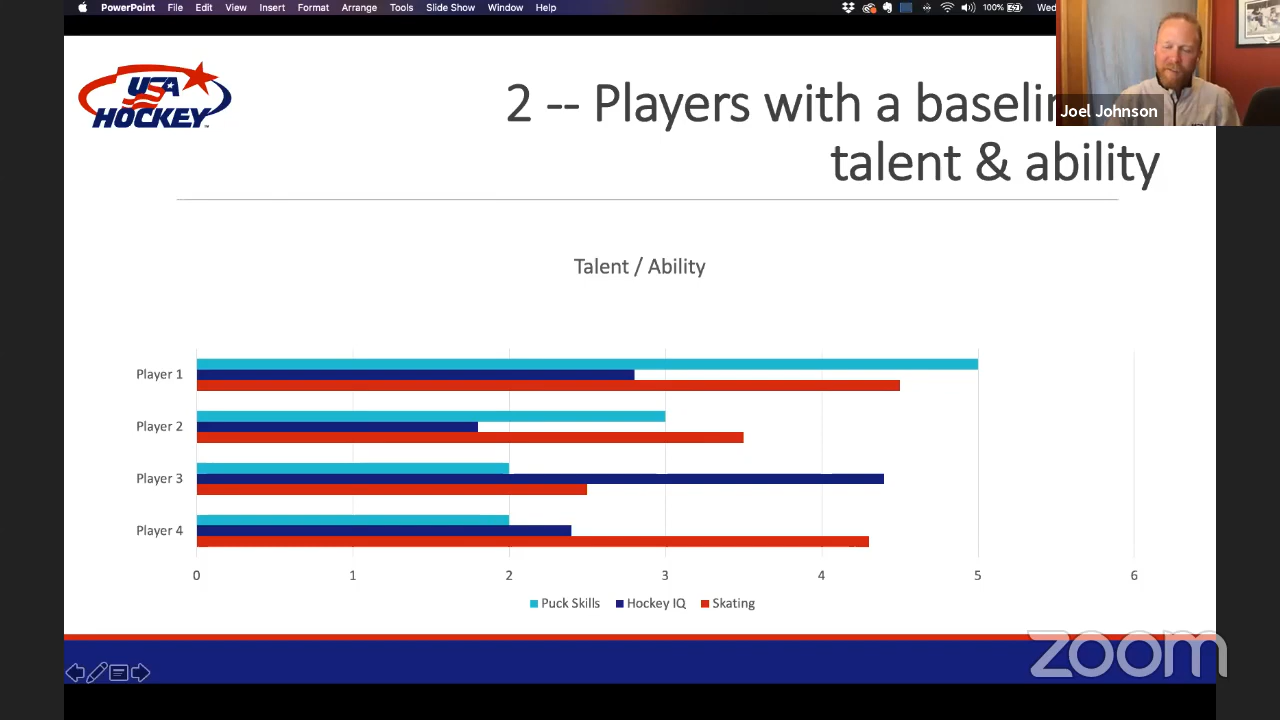 PowerPoint File Edit View Insert Format Arrange Tools Slide Show Window Help 100% Wed
USA
HOCKEY
2 -- Players with a baselin
talent & ability
Joel Johnson
Talent / Ability
Player 1
Player 2
Player 3
Player 4
0 1 2 3 4 5 6
Puck Skills Hockey IQ Skating
zoom